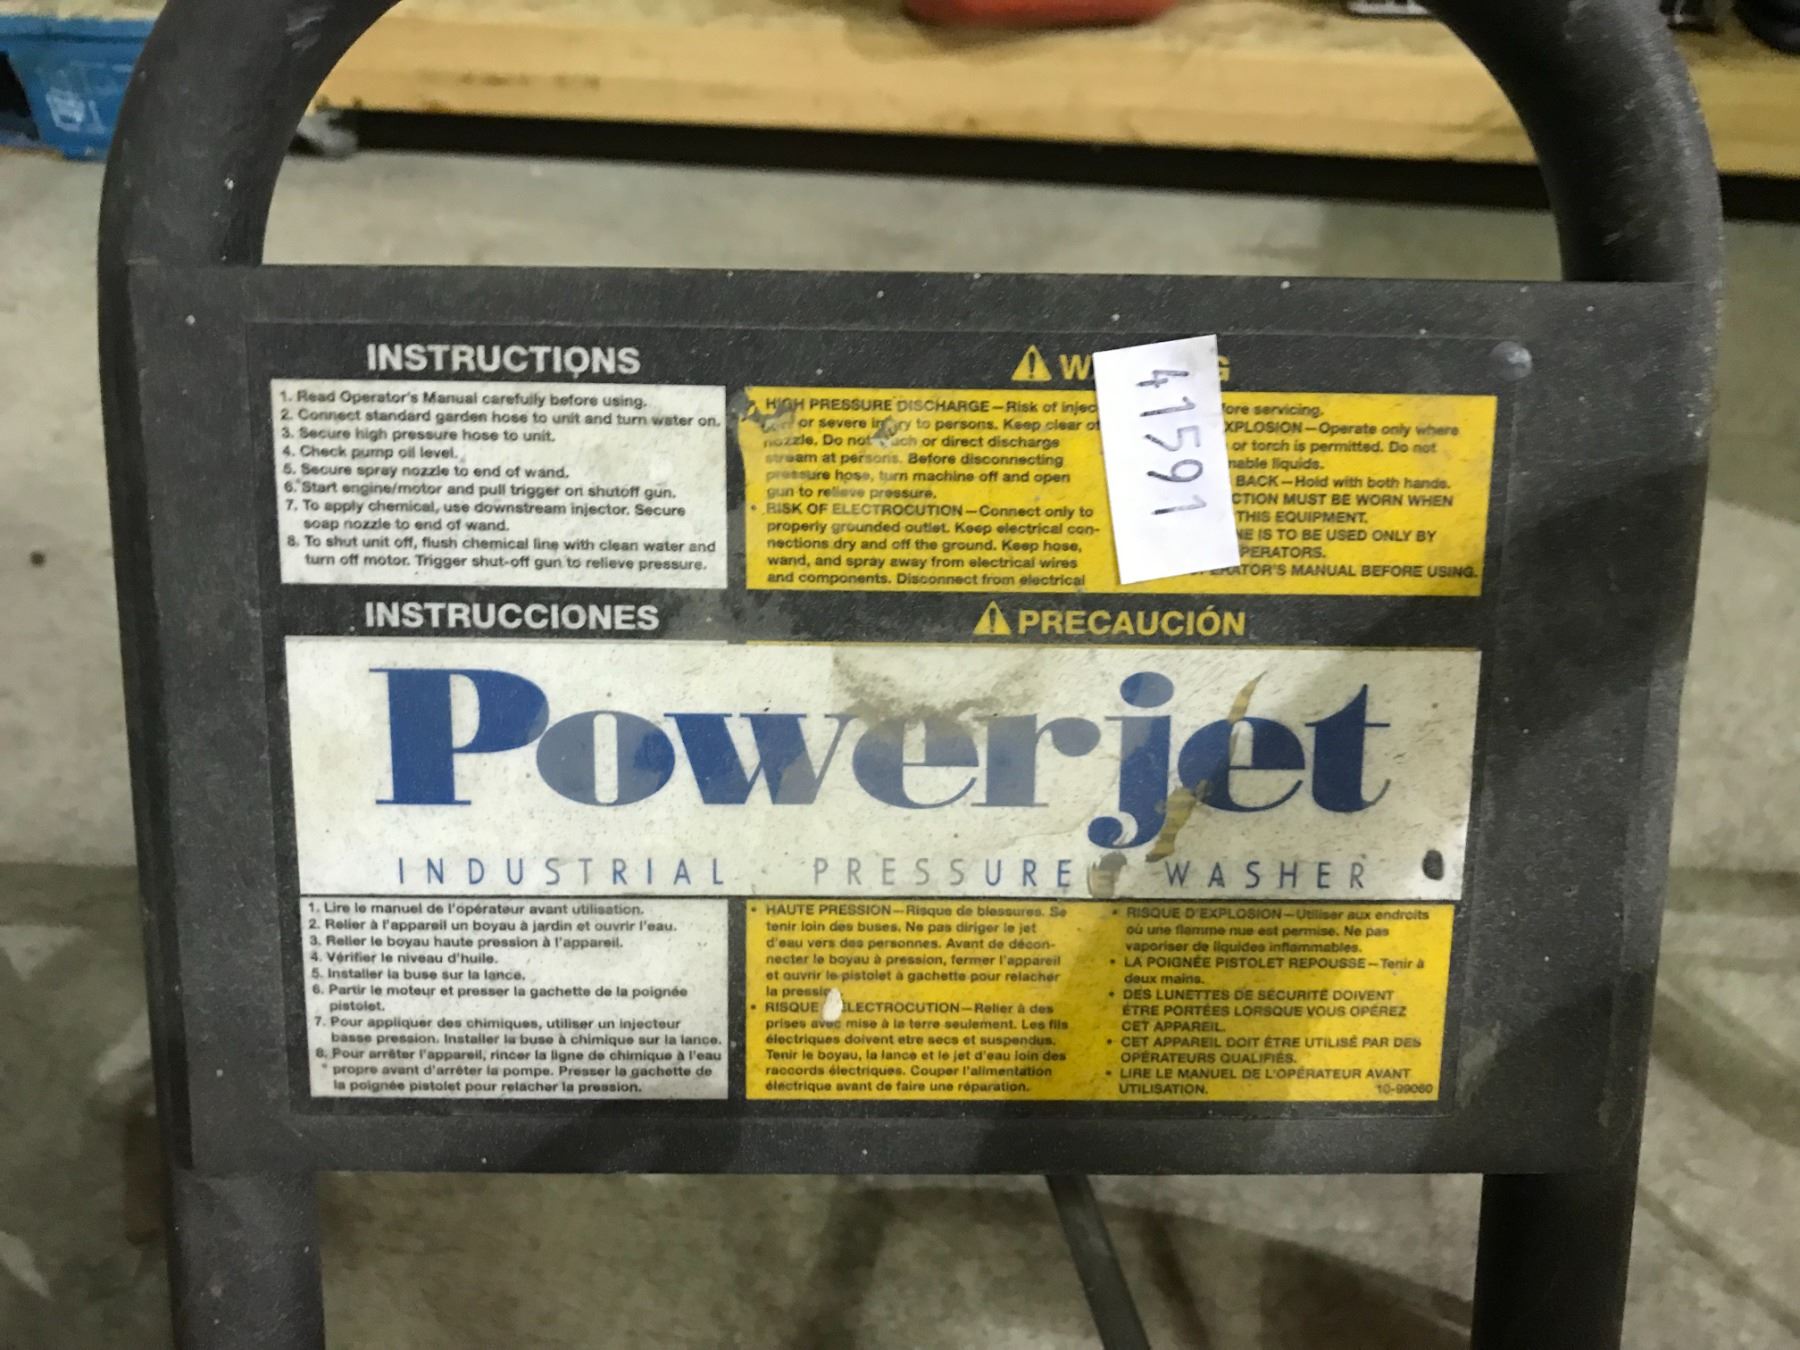 INSTRUCTIONS
1. Read Operator's Manual carefully before using.
2. Connect standard garden hose to unit and turn water on.
3. Secure high pressure hose to unit.
4. Check pump oil level.
5. Secure spray nozzle to end of wand.
6. Start engine/motor and pull trigger on shutoff gun.
7. To apply chemical, use downstream injector. Secure
soap nozzle to end of wand.
8. To shut unit off, flush chemical line with clean water and
turn off motor. Trigger shut-off gun to relieve pressure.
HIGH PRESSURE DISCHARGE—Risk of
or severe to persons. Keep clear of
nozzle. Do not or direct discharge
stream at persons. Before disconnecting
pressure hose, turn machine off and open
gun to relieve pressure.
• RISK OF ELECTROCUTION—Connect only to
properly grounded outlet. Keep electrical con-
nections dry and off the ground. Keep hose,
wand, and spray away from electrical wires
and components. Disconnect from electrical
41591
servicing.
—Operate only where
or torch is permitted. Do not
liquids.
BACK—Hold with both hands.
MUST BE WORN WHEN
THIS EQUIPMENT.
IS TO BE USED ONLY BY
MANUAL BEFORE USING.
INSTRUCCIONES
⚠ PRECAUCIÓN
Powerjet
INDUSTRIAL PRESSURE WASHER
1. Lire le manuel de l'opérateur avant utilisation.
2. Relier à l'appareil un boyau à jardin et ouvrir l'eau.
3. Relier le boyau haute pression à l'appareil.
4. Vérifier le niveau d'huile.
5. Installer la buse sur la lance.
6. Partir le moteur et presser la gachette de la poignée
pistolet.
7. Pour appliquer des chimiques, utiliser un injecteur
basse pression. Installer la buse à chimique sur la lance.
8. Pour arrêter l'appareil, rincer la ligne de chimique à l'eau
propre avant d'arrêter la pompe. Presser la gachette de
la poignée pistolet pour relacher la pression.
• HAUTE PRESSION—Risque de blessures. Se
tenir loin des buses. Ne pas diriger le jet
d'eau vers des personnes. Avant de décon-
necter le boyau à pression, fermer l'appareil
et ouvrir le pistolet à gachette pour relacher
la
• RISQUE —Relier à des
prises avec mise à la terre seulement. Les fils
électriques doivent etre secs et suspendus.
Tenir le boyau, la lance et le jet d'eau loin des
raccords électriques. Couper l'alimentation
électrique avant de faire une réparation.
• RISQUE D'EXPLOSION—Utiliser aux endroits
où une flamme nue est permise. Ne pas
vaporiser de liquides inflammables.
• LA POIGNÉE PISTOLET REPOUSSE—Tenir à
deux mains.
• DES LUNETTES DE SÉCURITÉ DOIVENT
ÊTRE PORTÉES LORSQUE VOUS OPÉREZ
CET APPAREIL.
• CET APPAREIL DOIT ÊTRE UTILISÉ PAR DES
OPÉRATEURS QUALIFIÉS.
• LIRE LE MANUEL DE L'OPÉRATEUR AVANT
UTILISATION. 10-99060